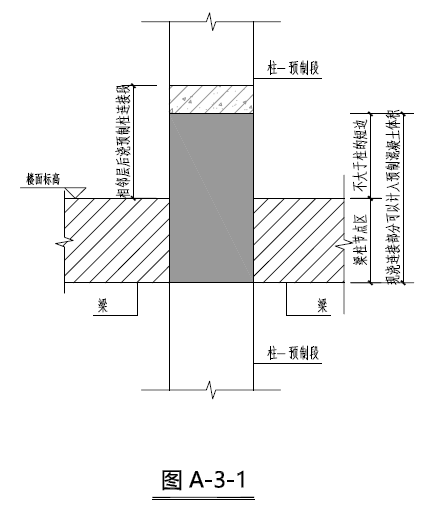 柱一预制段
相邻层后浇预制柱连接段
不大于柱的短边
现浇连接部分可以计入预制混凝土体积
楼面标高
梁柱节点区
梁
梁
柱一预制段
图 A-3-1